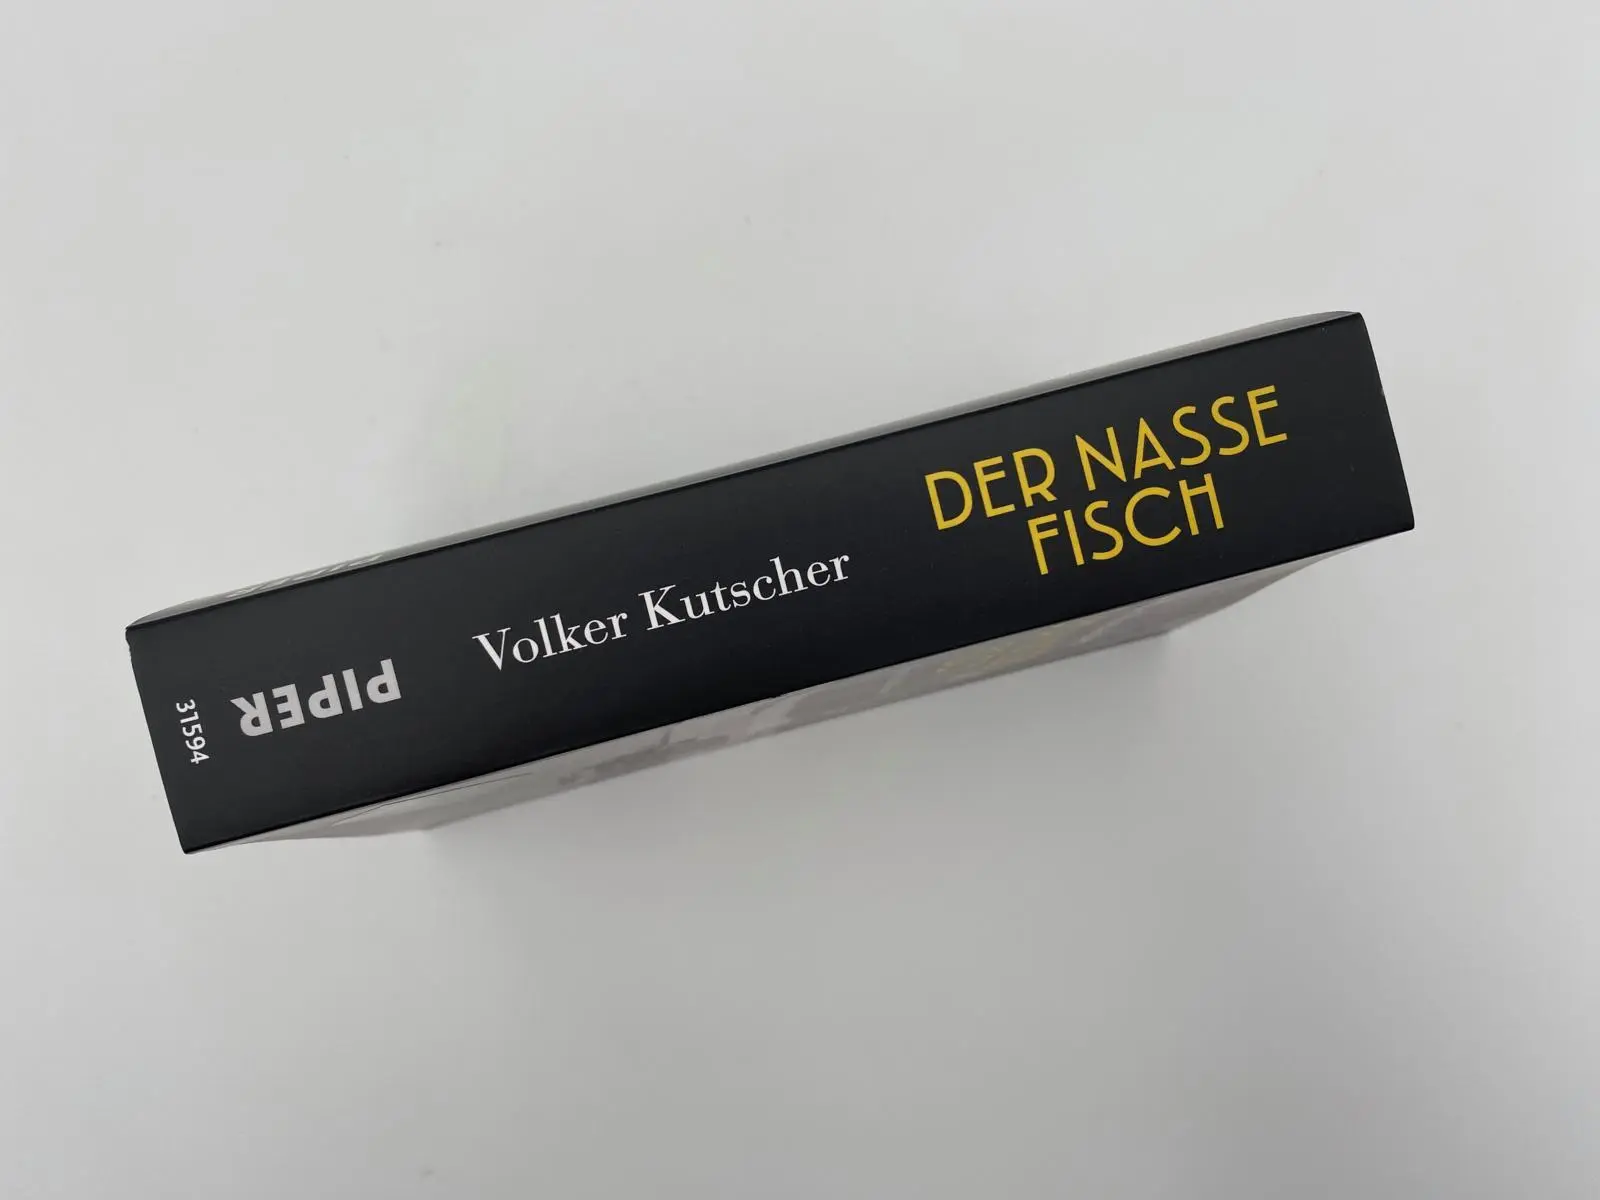 DER NASSE
FISCH
Volker Kutscher
PIPER
31594